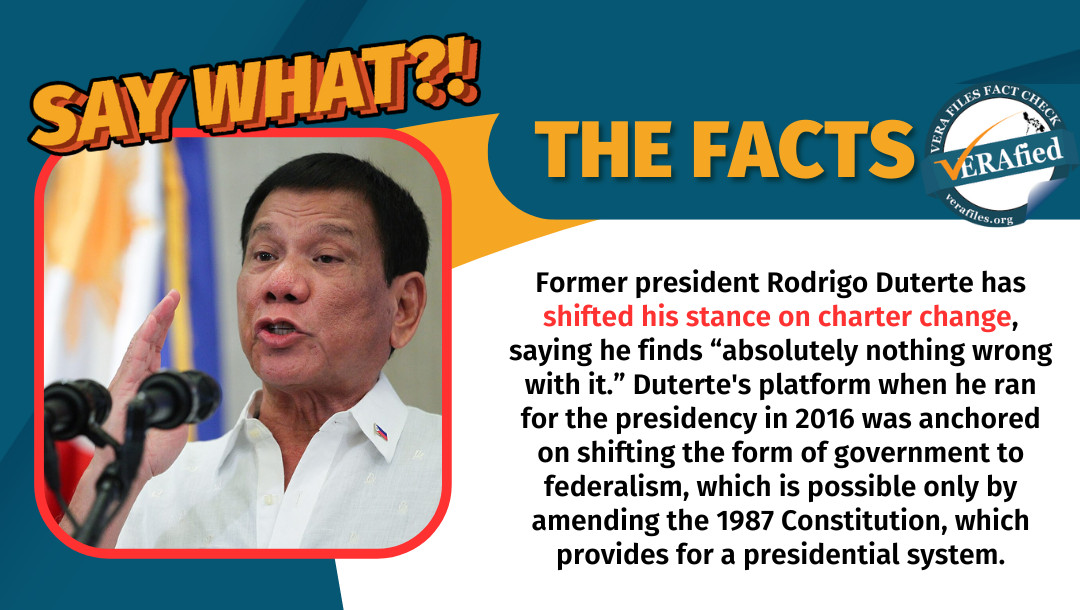 SAY WHAT?!
THE FACTS
VERA FILES FACT CHECK
VERAfied
verafiles.org
Former president Rodrigo Duterte has
shifted his stance on charter change,
saying he finds “absolutely nothing wrong
with it.” Duterte's platform when he ran
for the presidency in 2016 was anchored
on shifting the form of government to
federalism, which is possible only by
amending the 1987 Constitution, which
provides for a presidential system.